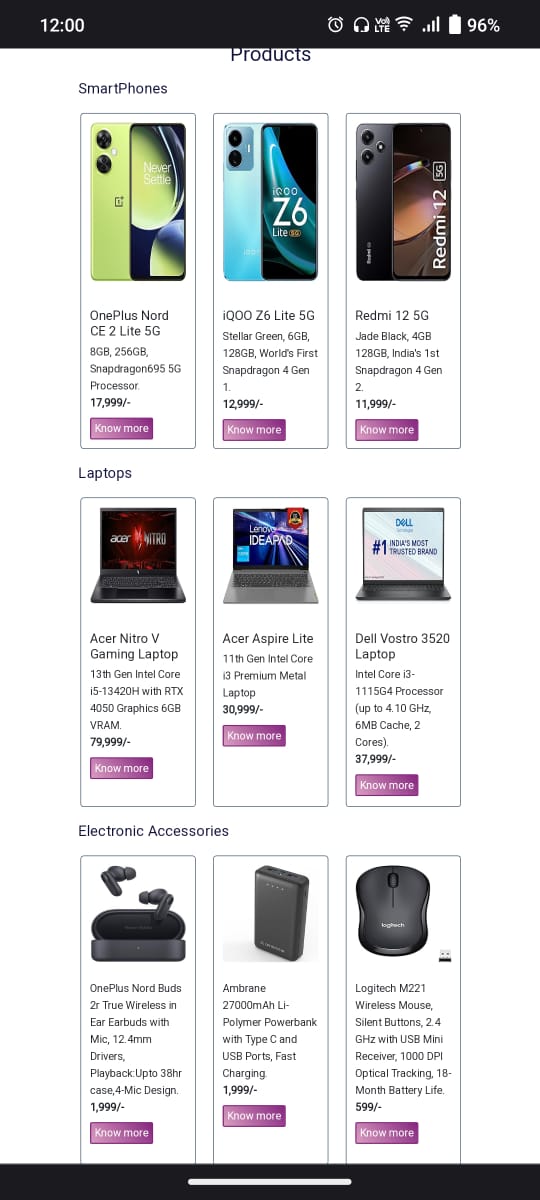 12:00
Vo)
LTE
96%
Products
SmartPhones
Never
Settle
iQOO
Z6
Lite 5G
Redmi 12 5G
OnePlus Nord
CE 2 Lite 5G
8GB, 256GB,
Snapdragon695 5G
Processor.
17,999/-
Know more
iQOO Z6 Lite 5G
Stellar Green, 6GB,
128GB, World's First
Snapdragon 4 Gen
1.
12,999/-
Know more
Redmi 12 5G
Jade Black, 4GB
128GB, India's 1st
Snapdragon 4 Gen
2.
11,999/-
Know more
Laptops
acer NITRO
Lenovo
IDEAPAD
DELL
#1 INDIA'S MOST
TRUSTED BRAND
Acer Nitro V
Gaming Laptop
13th Gen Intel Core
i5-13420H with RTX
4050 Graphics 6GB
VRAM.
79,999/-
Know more
Acer Aspire Lite
11th Gen Intel Core
i3 Premium Metal
Laptop
30,999/-
Know more
Dell Vostro 3520
Laptop
Intel Core i3-
1115G4 Processor
(up to 4.10 GHz,
6MB Cache, 2
Cores).
37,999/-
Know more
Electronic Accessories
logitech
OnePlus Nord Buds
2r True Wireless in
Ear Earbuds with
Mic, 12.4mm
Drivers,
Playback:Upto 38hr
case,4-Mic Design.
1,999/-
Know more
Ambrane
27000mAh Li-
Polymer Powerbank
with Type C and
USB Ports, Fast
Charging.
1,999/-
Know more
Logitech M221
Wireless Mouse,
Silent Buttons, 2.4
GHz with USB Mini
Receiver, 1000 DPI
Optical Tracking, 18-
Month Battery Life.
599/-
Know more